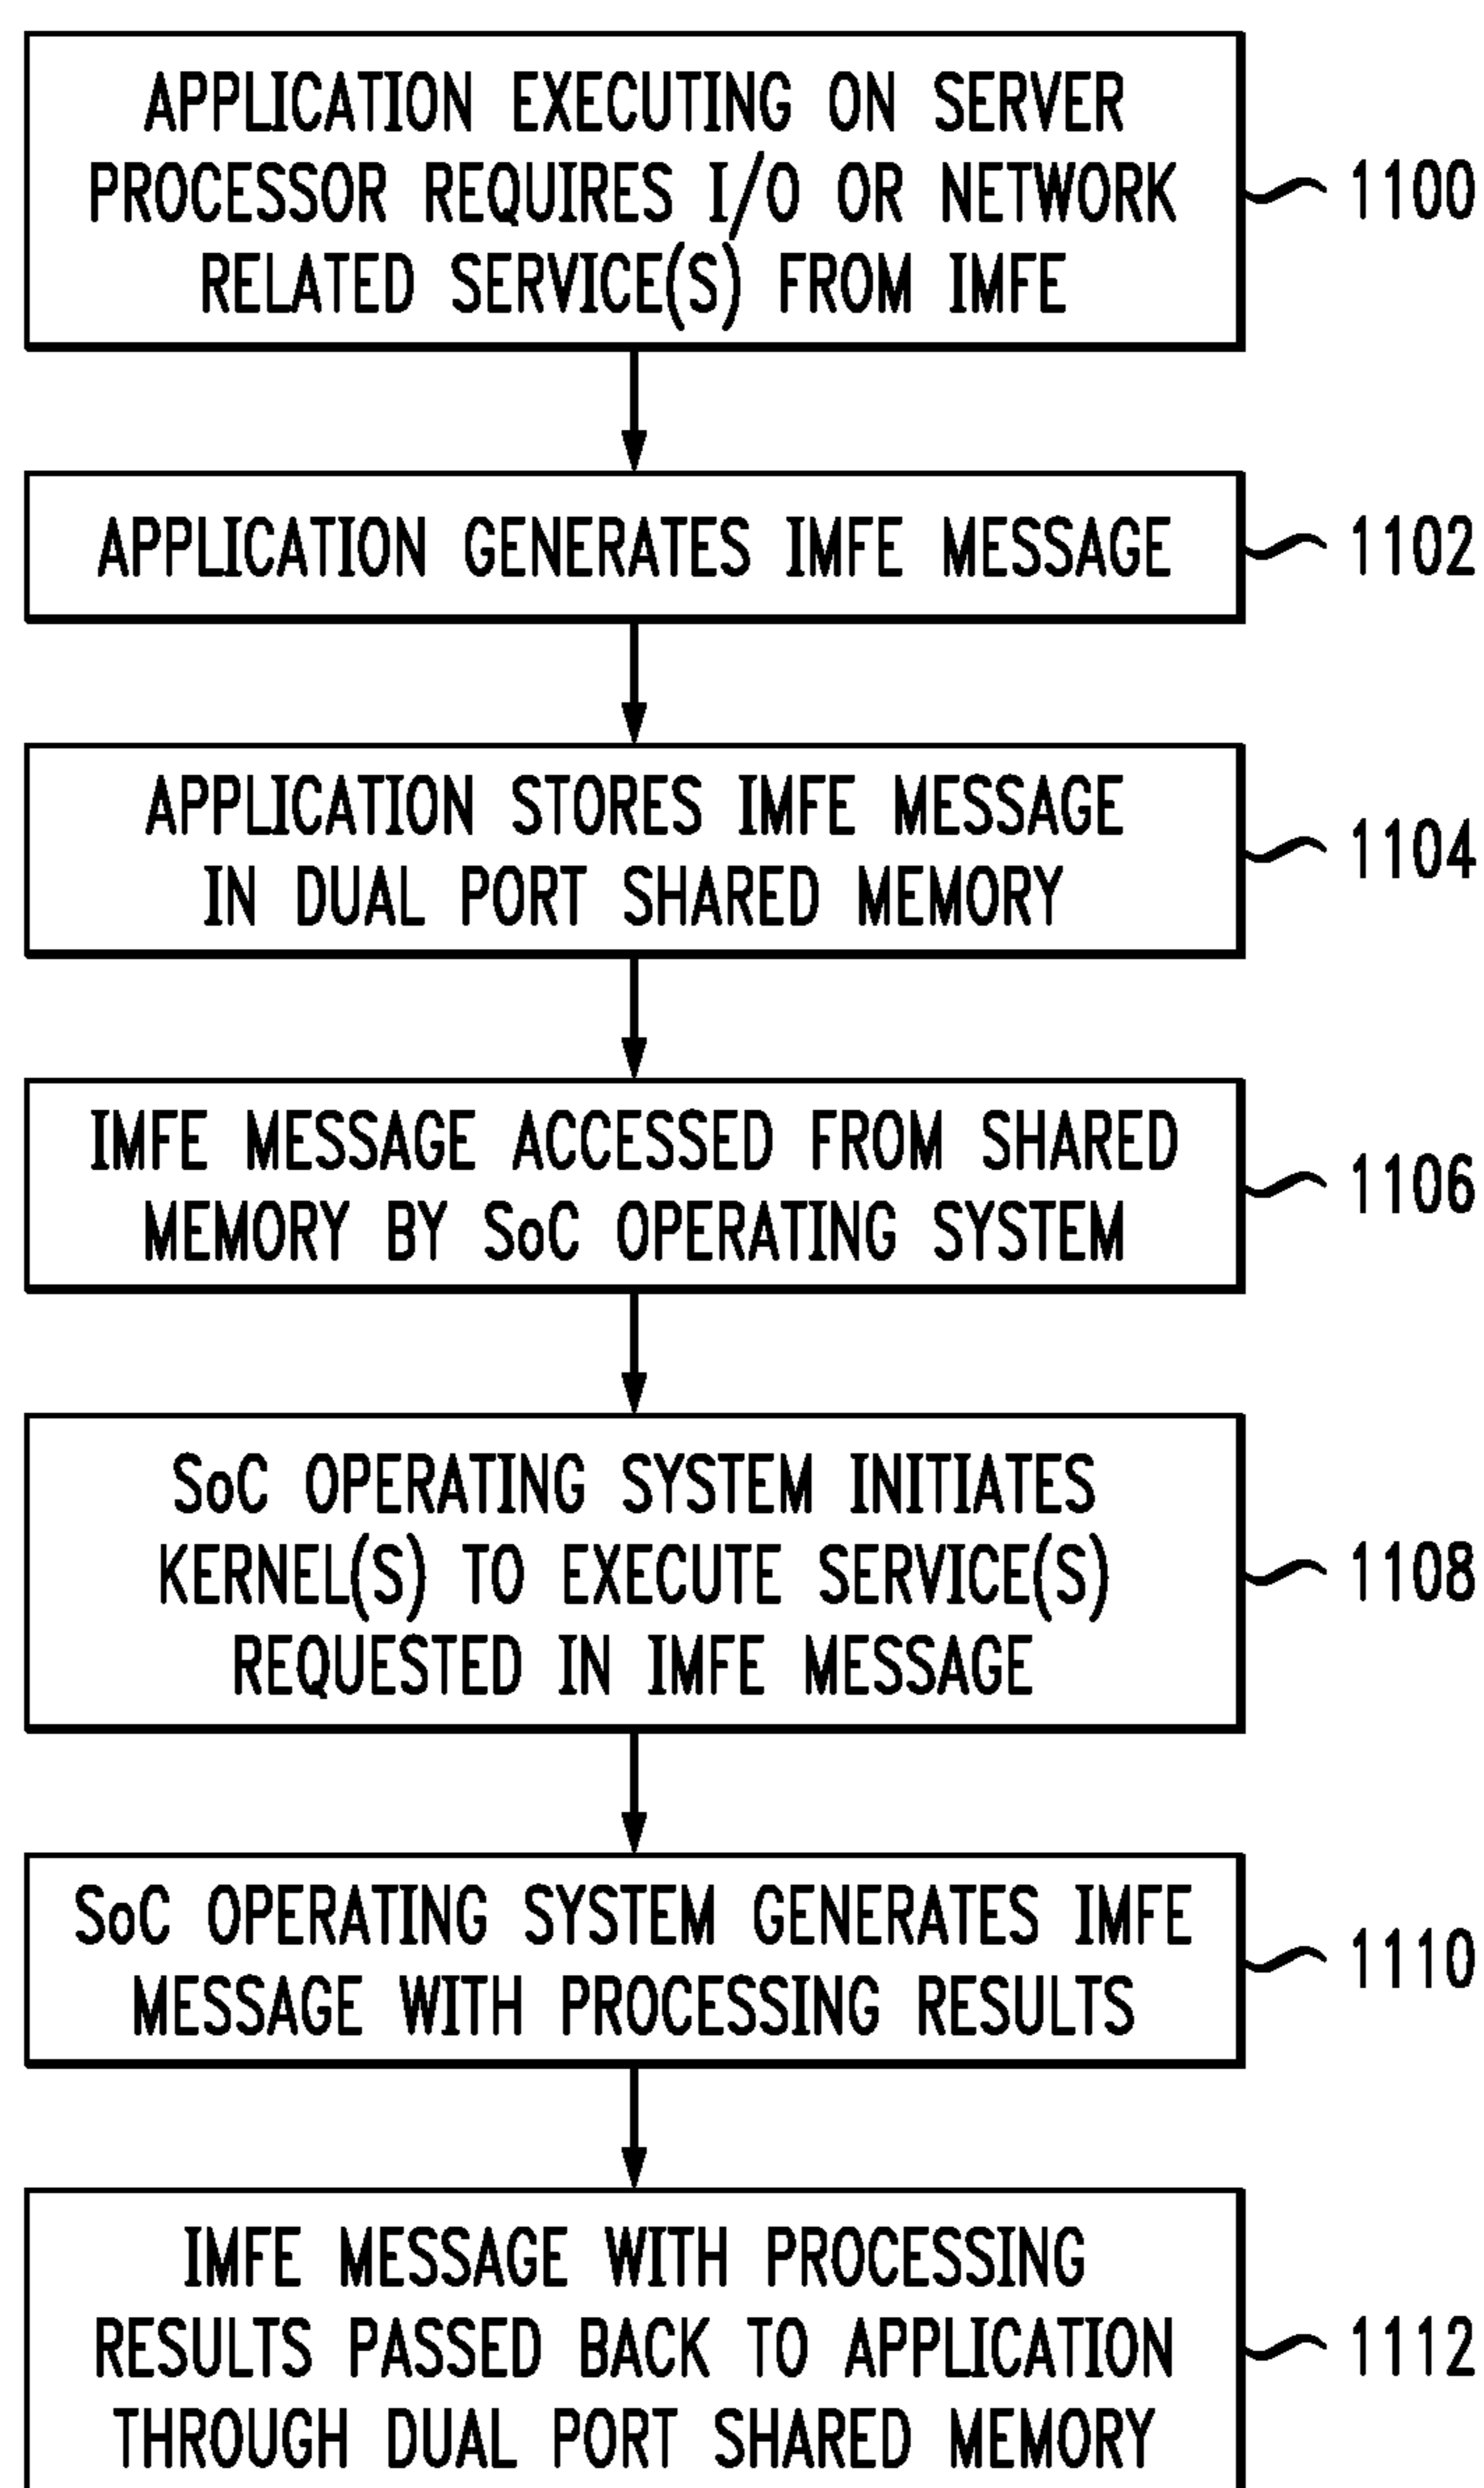 APPLICATION EXECUTING ON SERVER
PROCESSOR REQUIRES I/O OR NETWORK
RELATED SERVICE(S) FROM IMFE
1100
APPLICATION GENERATES IMFE MESSAGE
1102
APPLICATION STORES IMFE MESSAGE
IN DUAL PORT SHARED MEMORY
1104
IMFE MESSAGE ACCESSED FROM SHARED
MEMORY BY SoC OPERATING SYSTEM
1106
SoC OPERATING SYSTEM INITIATES
KERNEL(S) TO EXECUTE SERVICE(S)
REQUESTED IN IMFE MESSAGE
1108
SoC OPERATING SYSTEM GENERATES IMFE
MESSAGE WITH PROCESSING RESULTS
1110
IMFE MESSAGE WITH PROCESSING
RESULTS PASSED BACK TO APPLICATION
THROUGH DUAL PORT SHARED MEMORY
1112